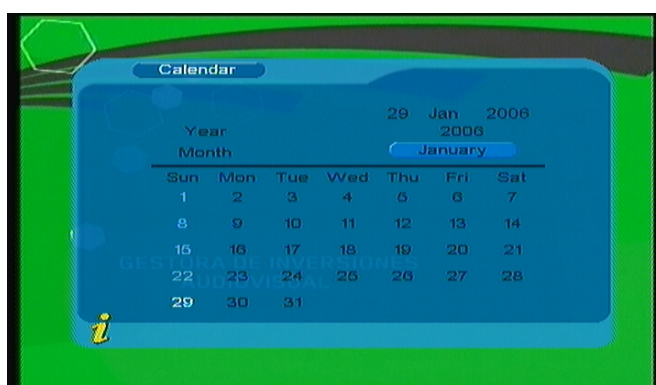 Calendar
29 Jan 2006
Year 2006
Month January
Sun Mon Tue Wed Thu Fri Sat
1 2 3 4 5 6 7
8 9 10 11 12 13 14
15 16 17 18 19 20 21
GESTORA DE INVERSIONES
22 23 24 25 26 27 28
AUDIOVISUAL
29 30 31
i